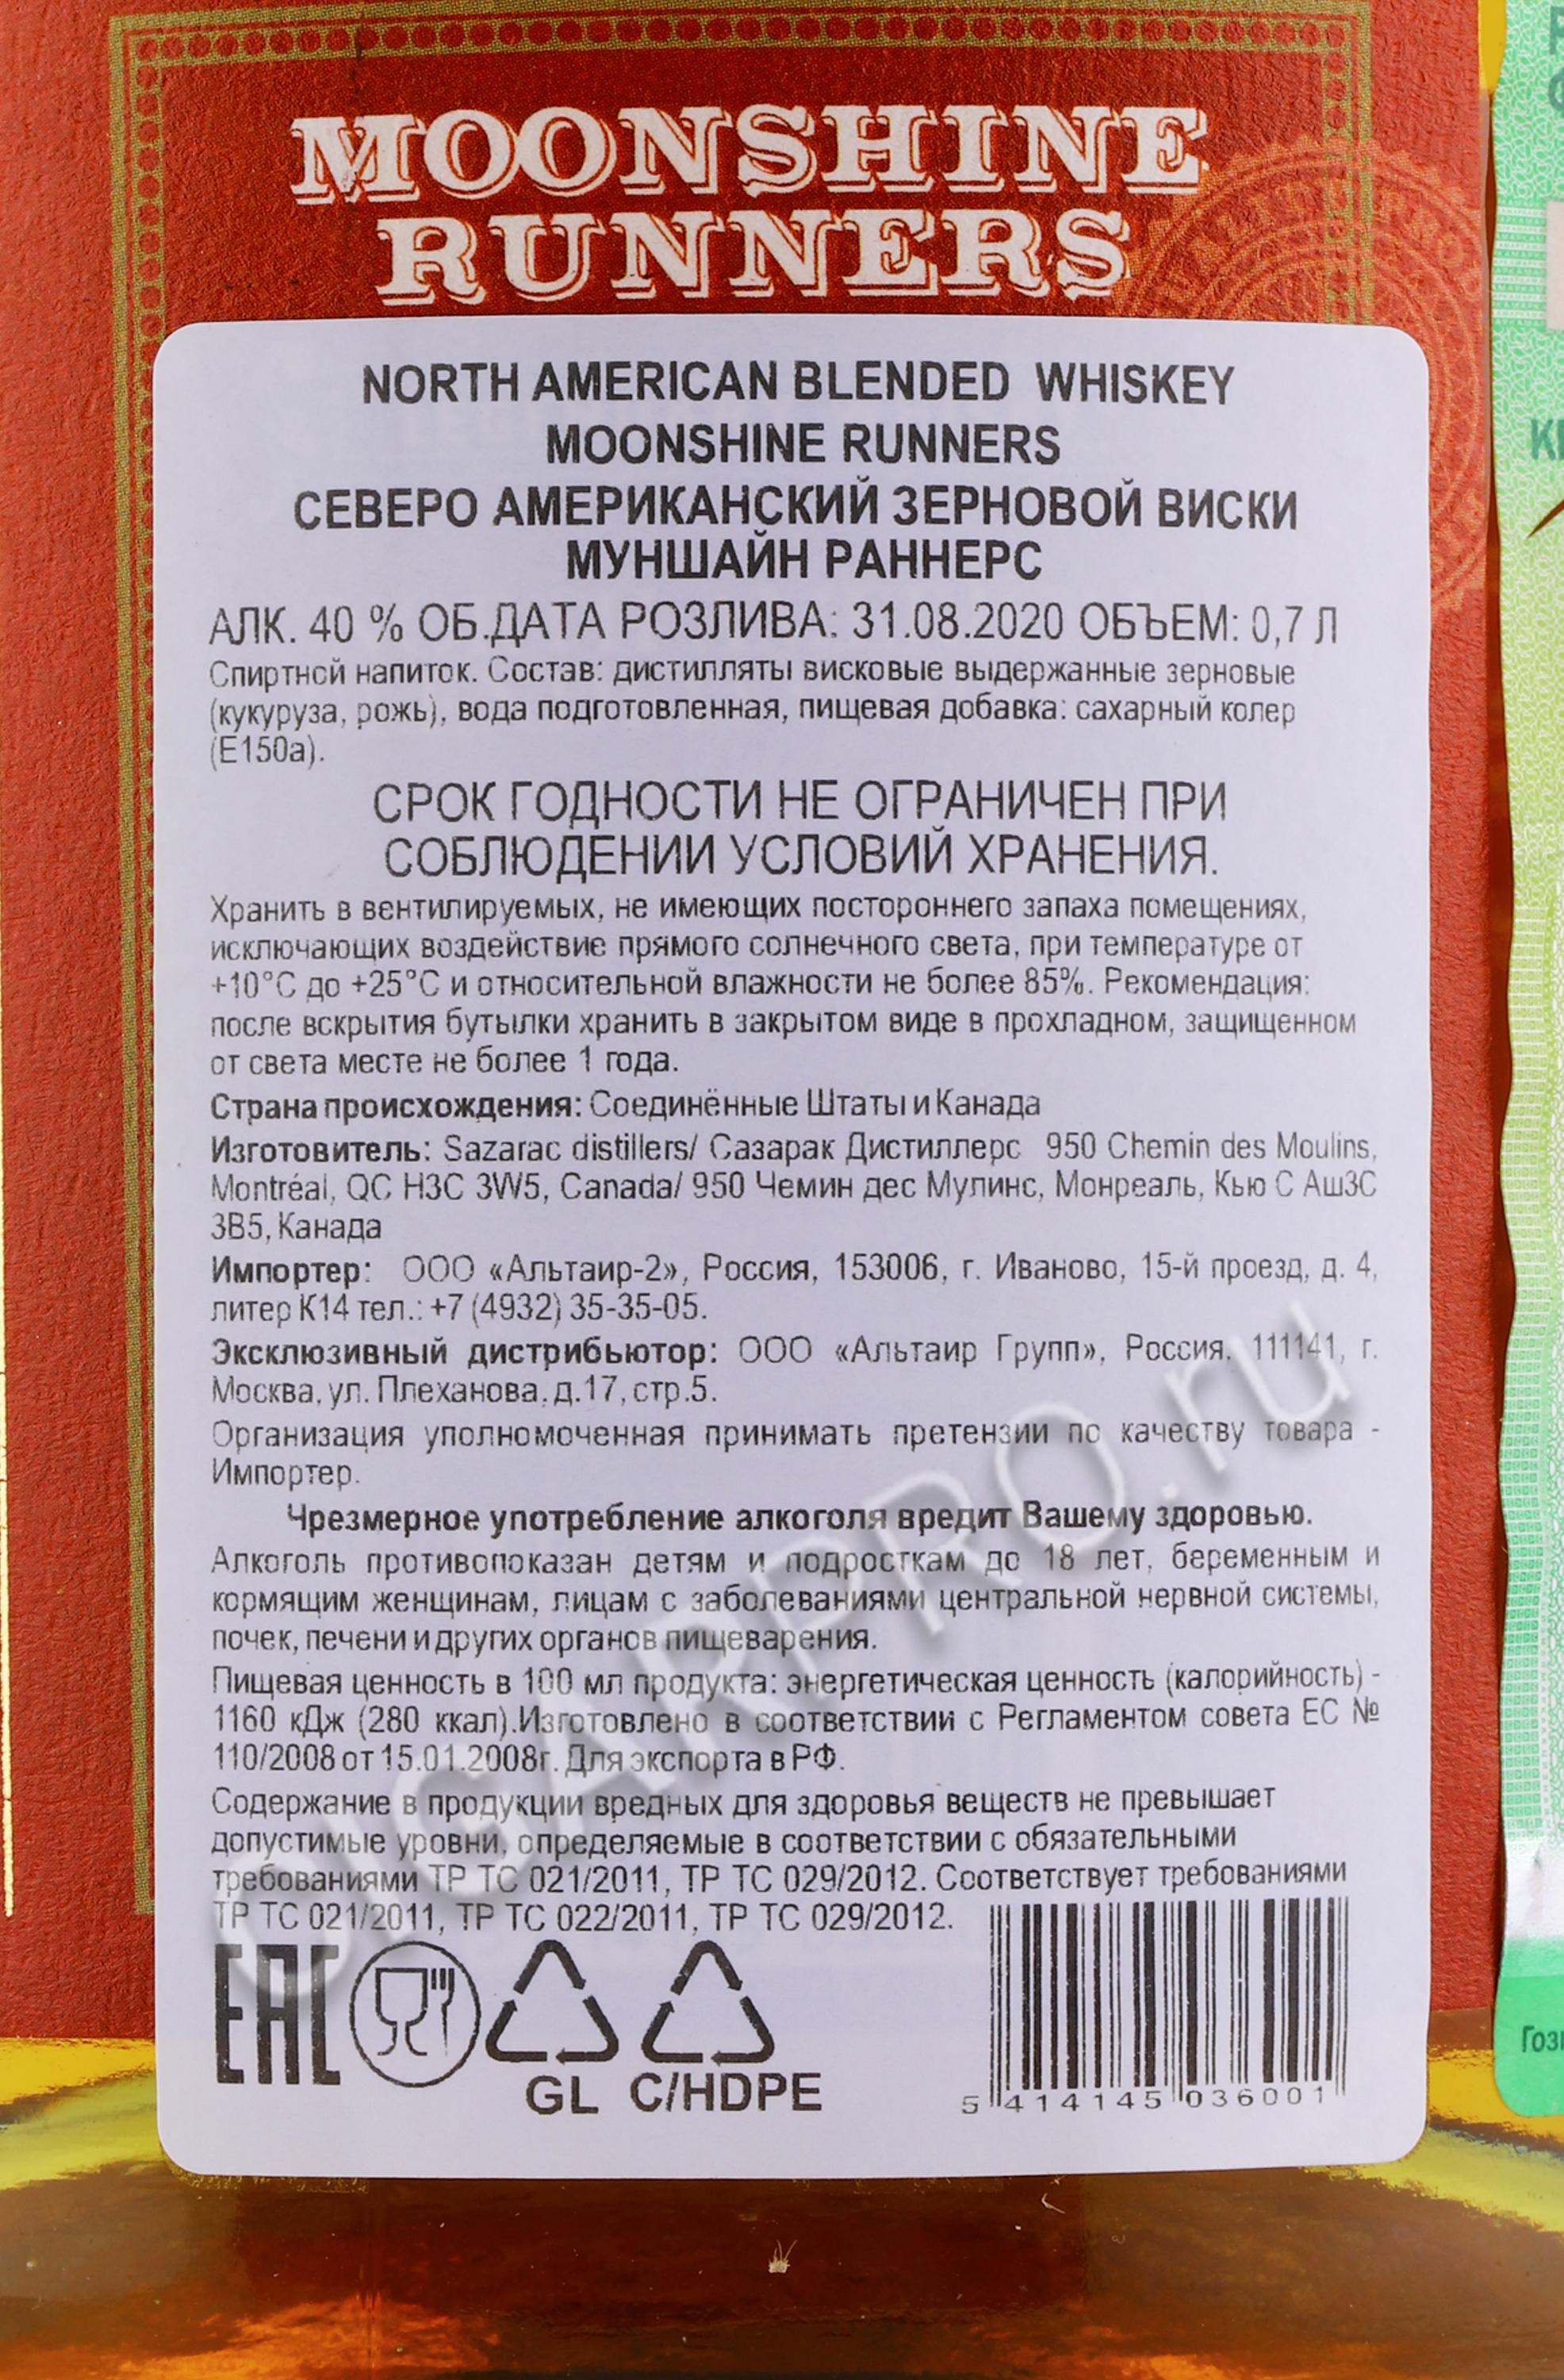 MOONSHINE
RUNNERS
NORTH AMERICAN BLENDED WHISKEY
MOONSHINE RUNNERS
СЕВЕРО АМЕРИКАНСКИЙ ЗЕРНОВОЙ ВИСКИ
МУНШАЙН РАННЕРС
АЛК. 40 % ОБ.ДАТА РОЗЛИВА: 31.08.2020 ОБЪЕМ: 0,7 Л
Спиртной напиток. Состав: дистилляты висковые выдержанные зерновые
(кукуруза, рожь), вода подготовленная, пищевая добавка: сахарный колер
(Е150а).
СРОК ГОДНОСТИ НЕ ОГРАНИЧЕН ПРИ
СОБЛЮДЕНИИ УСЛОВИЙ ХРАНЕНИЯ.
Хранить в вентилируемых, не имеющих постороннего запаха помещениях,
исключающих воздействие прямого солнечного света, при температуре от
+10°С до +25°С и относительной влажности не более 85%. Рекомендация:
после вскрытия бутылки хранить в закрытом виде в прохладном, защищенном
от света месте не более 1 года.
Страна происхождения: Соединённые Штаты и Канада
Изготовитель: Sazarac distillers/ Сазарак Дистиллерс 950 Chemin des Moulins,
Montréal, QC H3C 3W5, Canada/ 950 Чемин дес Мулинс, Монреаль, Кью С Аш3С
3В5, Канада
Импортер: ООО «Альтаир-2», Россия, 153006, г. Иваново, 15-й проезд, д. 4,
литер К14 тел.: +7 (4932) 35-35-05.
Эксклюзивный дистрибьютор: ООО «Альтаир Групп», Россия, 111141, г.
Москва, ул. Плеханова, д.17, стр.5.
Организация уполномоченная принимать претензии по качеству товара -
Импортер.
Чрезмерное употребление алкоголя вредит Вашему здоровью.
Алкоголь противопоказан детям и подросткам до 18 лет, беременным и
кормящим женщинам, лицам с заболеваниями центральной нервной системы,
почек, печени и других органов пищеварения.
Пищевая ценность в 100 мл продукта: энергетическая ценность (калорийность) -
1160 кДж (280 ккал).Изготовлено в соответствии с Регламентом совета ЕС №
110/2008 от 15.01.2008г. Для экспорта в РФ.
Содержание в продукции вредных для здоровья веществ не превышает
допустимые уровни, определяемые в соответствии с обязательными
требованиями ТР ТС 021/2011, ТР ТС 029/2012. Соответствует требованиями
ТР ТС 021/2011, ТР ТС 022/2011, ТР ТС 029/2012.
ЕАС
GL C/HDPE
5 414145 036001
CIGARPRO.ru